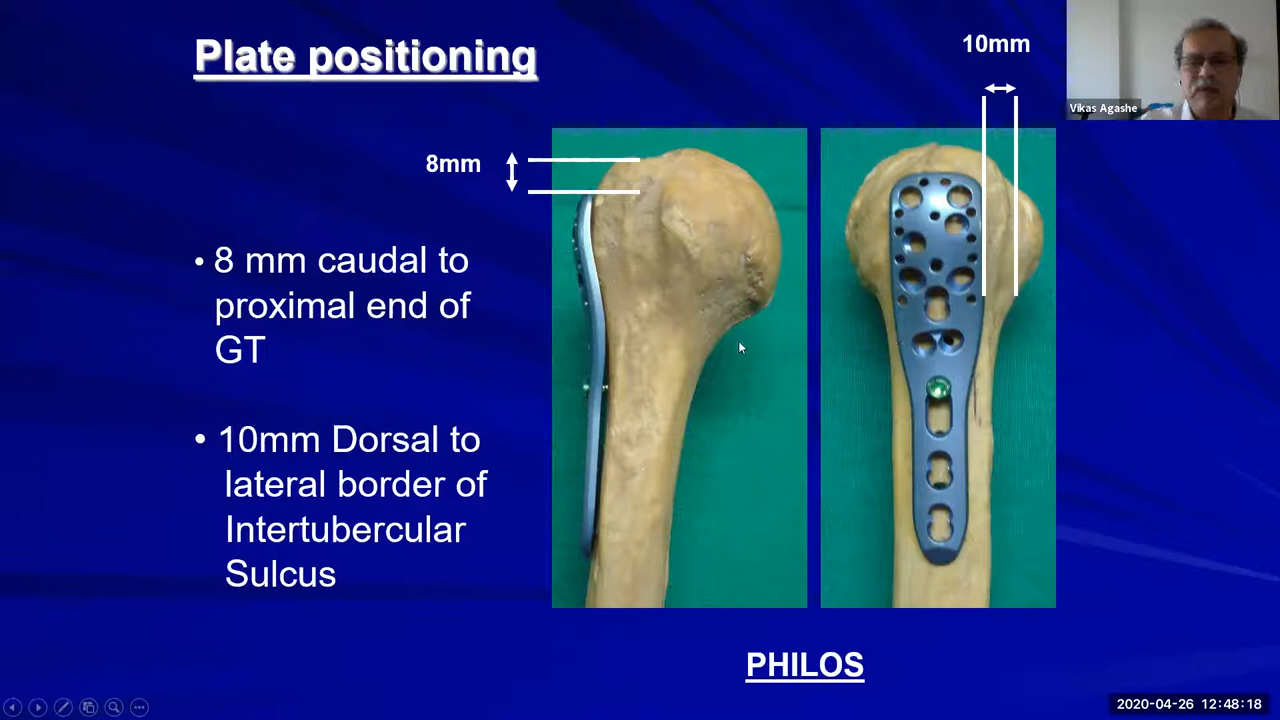 Plate positioning
10mm
Vikas Agashe
8mm
• 8 mm caudal to
proximal end of
GT
• 10mm Dorsal to
lateral border of
Intertubercular
Sulcus
PHILOS
2020-04-26 12:48:18